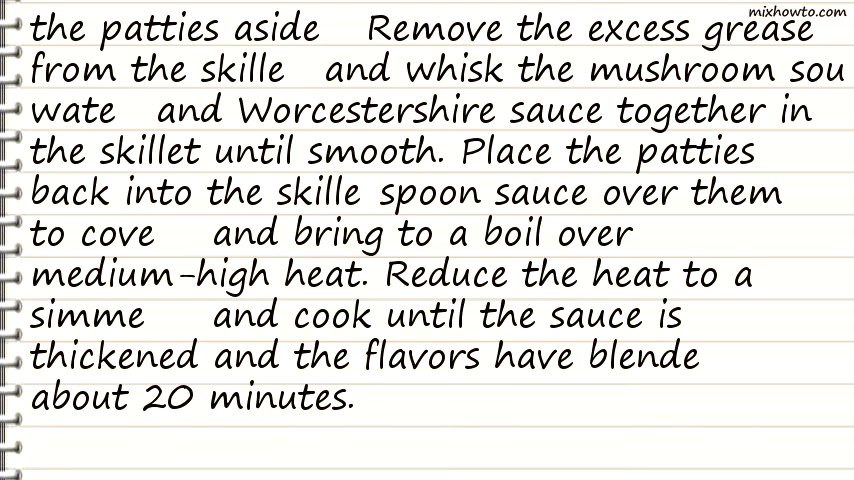 mixhowto.com
the patties aside Remove the excess grease
from the skille and whisk the mushroom sou
wate and Worcestershire sauce together in
the skillet until smooth. Place the patties
back into the skille spoon sauce over them
to cove and bring to a boil over
medium-high heat. Reduce the heat to a
simme and cook until the sauce is
thickened and the flavors have blende
about 20 minutes.